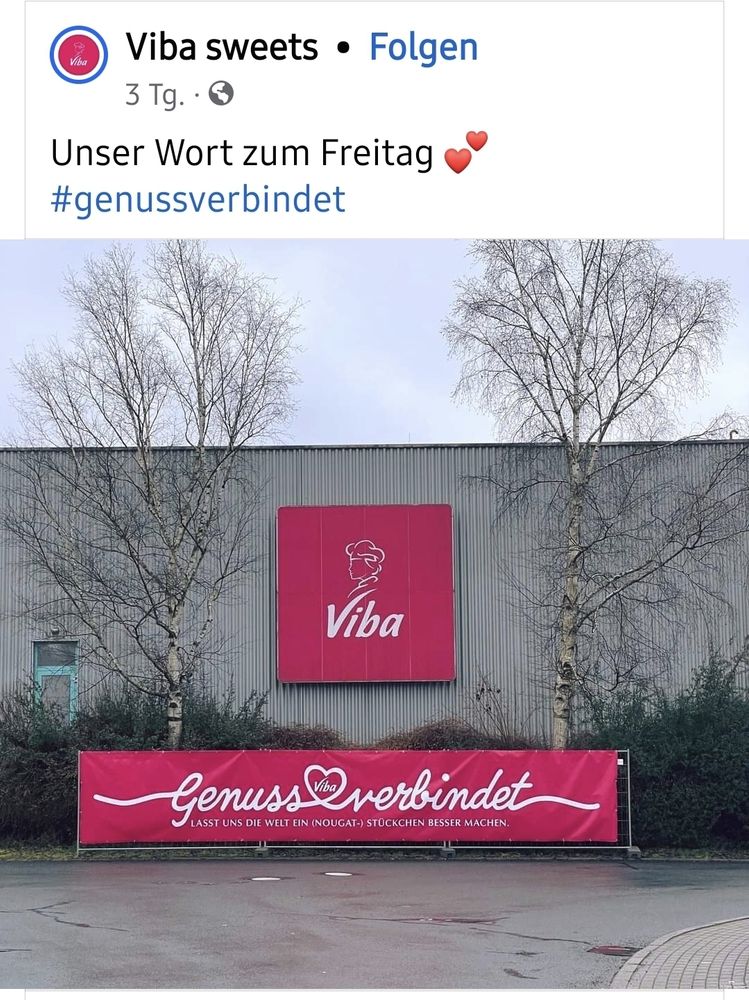 Viba
Viba sweets • Folgen
3 Tg. ·
Unser Wort zum Freitag 💕
#genussverbindet
Viba
Genuss Viba verbindet
LASST UNS DIE WELT EIN (NOUGAT-) STÜCKCHEN BESSER MACHEN.